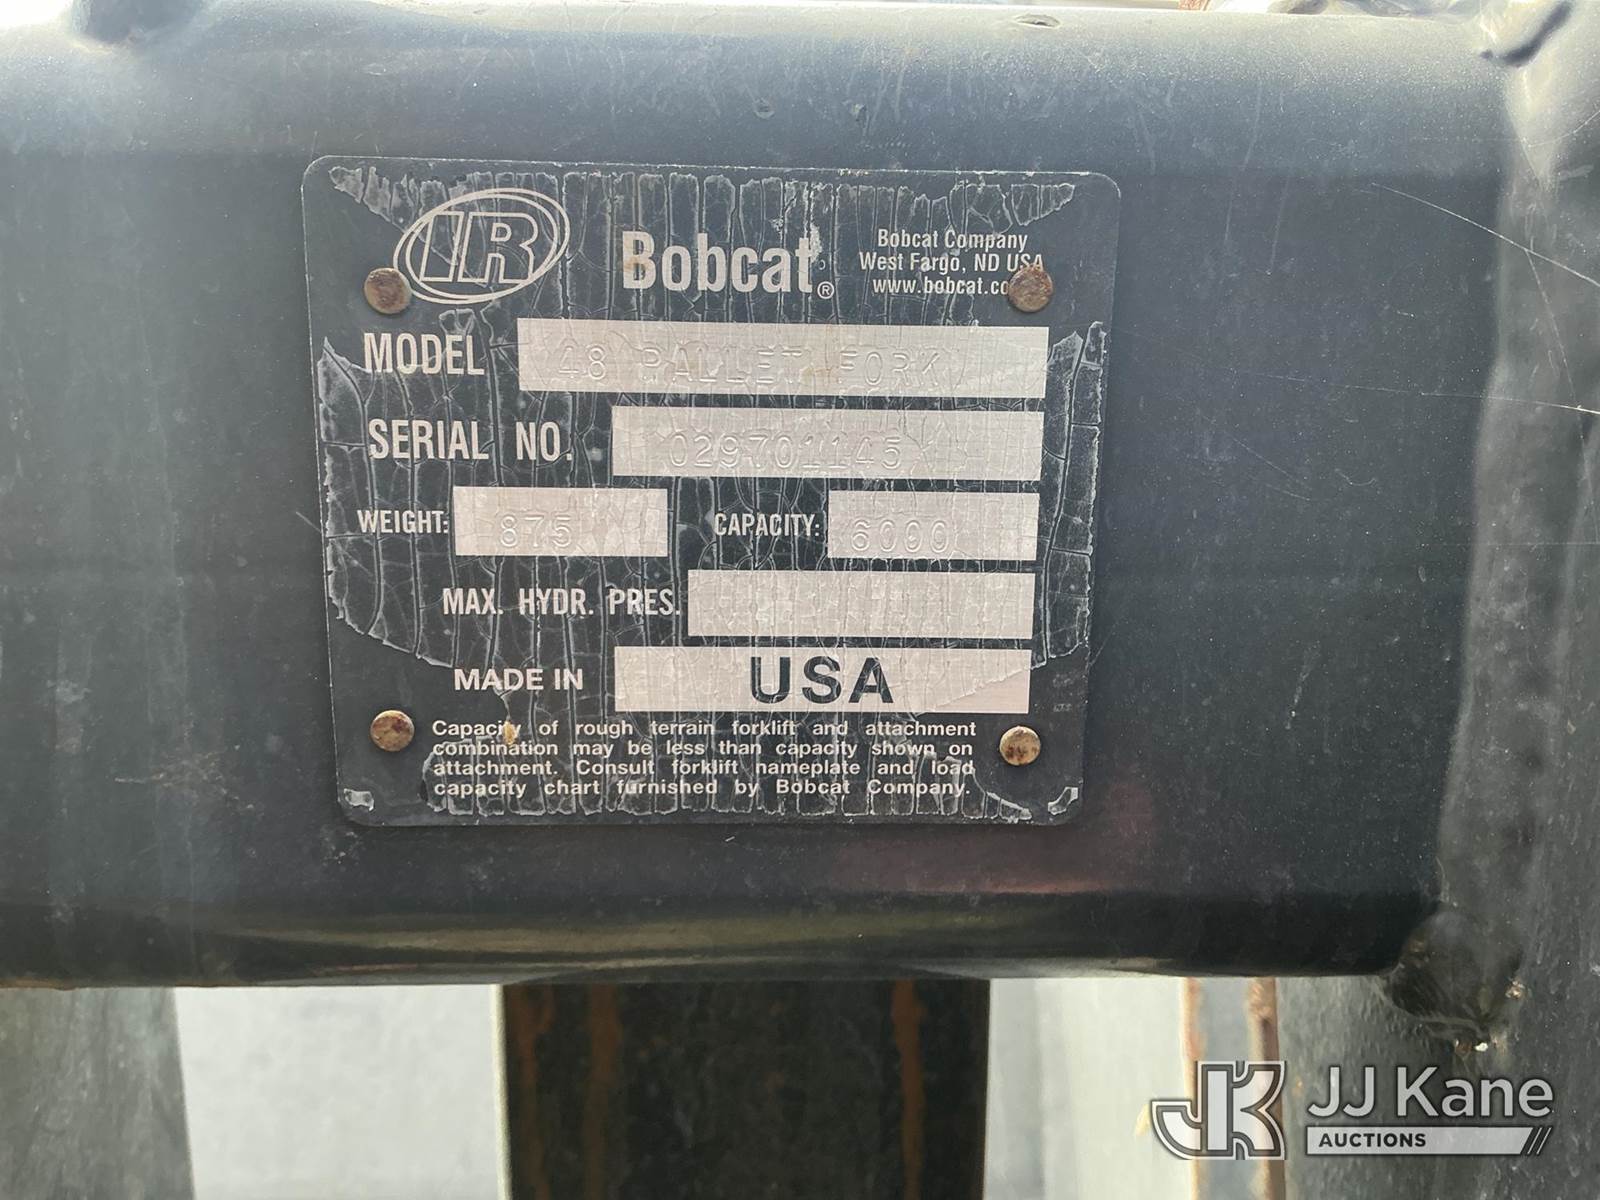 IR Bobcat®
Bobcat Company
West Fargo, ND USA
www.bobcat.co
MODEL 48 PALLET FORK
SERIAL NO. 029701145
WEIGHT: 875 CAPACITY: 6000
MAX. HYDR. PRES.
MADE IN USA
Capacity of rough terrain forklift and attachment
combination may be less than capacity shown on
attachment. Consult forklift nameplate and load
capacity chart furnished by Bobcat Company.
JK JJ Kane
AUCTIONS